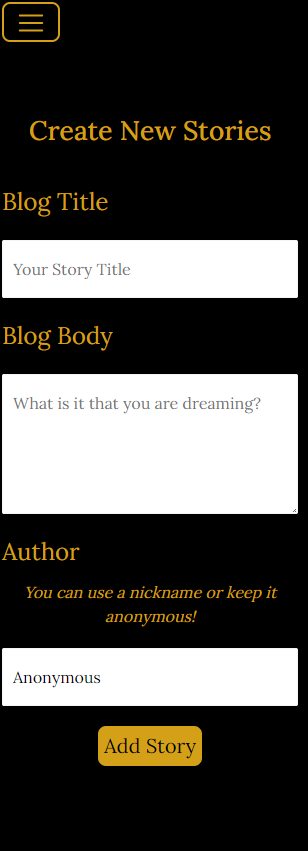 Create New Stories
Blog Title
Your Story Title
Blog Body
What is it that you are dreaming?
Author
You can use a nickname or keep it
anonymous!
Anonymous
Add Story